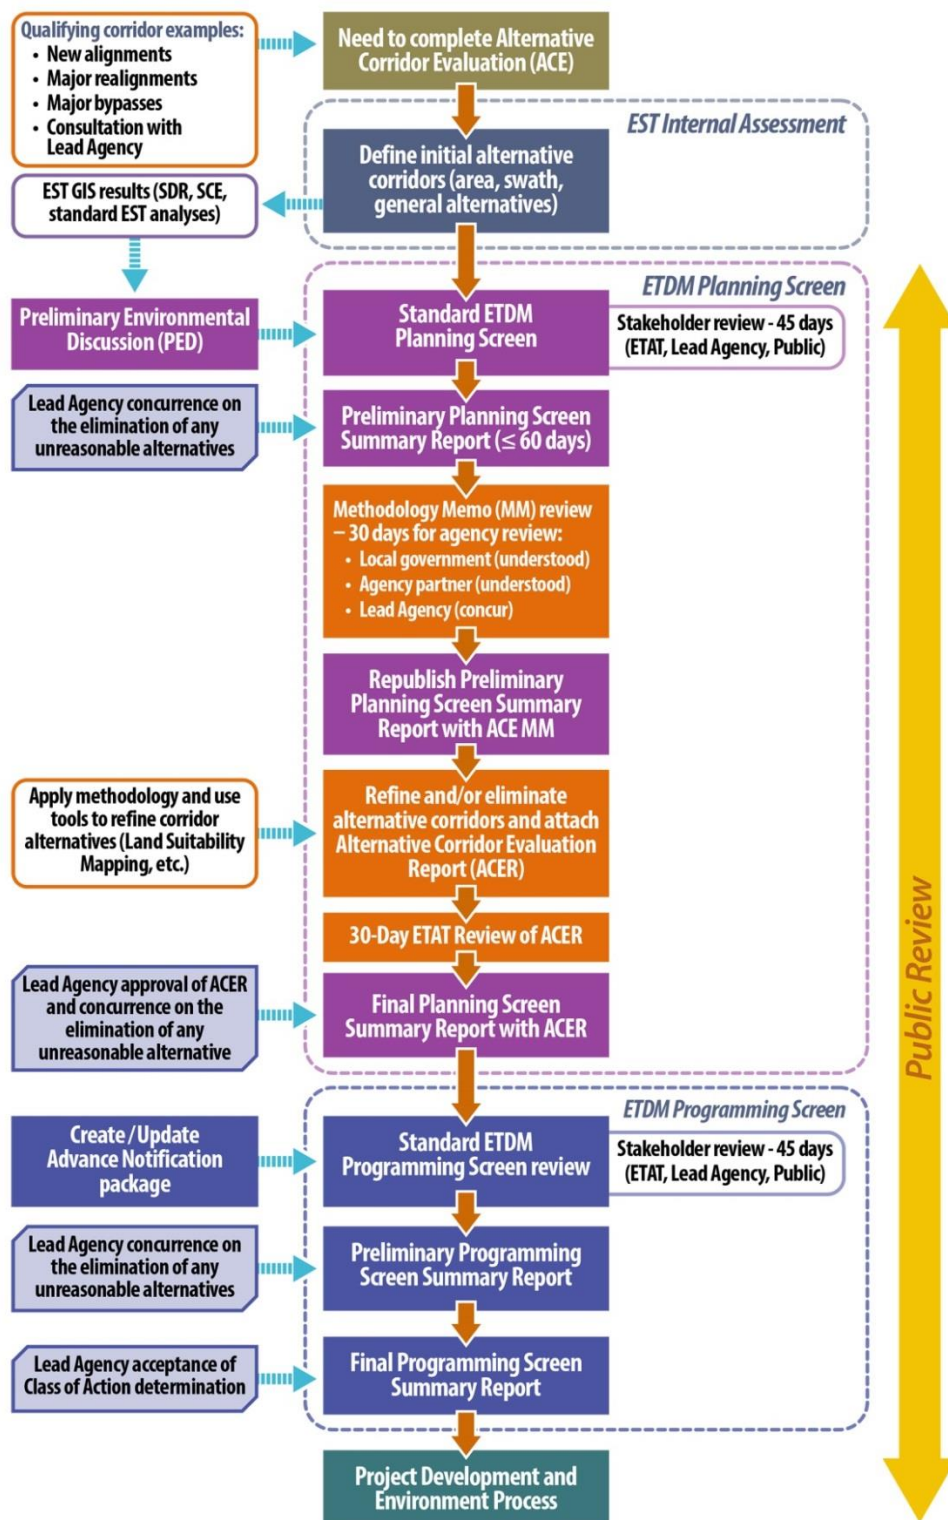 Qualifying corridor examples:
• New alignments
• Major realignments
• Major bypasses
• Consultation with
Lead Agency
Need to complete Alternative
Corridor Evaluation (ACE)
EST Internal Assessment
Define initial alternative
corridors (area, swath,
general alternatives)
EST GIS results (SDR, SCE,
standard EST analyses)
ETDM Planning Screen
Preliminary Environmental
Discussion (PED)
Standard ETDM
Planning Screen
Stakeholder review - 45 days
(ETAT, Lead Agency, Public)
Lead Agency concurrence on
the elimination of any
unreasonable alternatives
Preliminary Planning Screen
Summary Report (≤ 60 days)
Methodology Memo (MM) review
– 30 days for agency review:
• Local government (understood)
• Agency partner (understood)
• Lead Agency (concur)
Republish Preliminary
Planning Screen Summary
Report with ACE MM
Apply methodology and use
tools to refine corridor
alternatives (Land Suitability
Mapping, etc.)
Refine and/or eliminate
alternative corridors and attach
Alternative Corridor Evaluation
Report (ACER)
30-Day ETAT Review of ACER
Lead Agency approval of ACER
and concurrence on the
elimination of any
unreasonable alternative
Final Planning Screen
Summary Report with ACER
ETDM Programming Screen
Create/Update
Advance Notification
package
Standard ETDM
Programming Screen review
Stakeholder review - 45 days
(ETAT, Lead Agency, Public)
Lead Agency concurrence on
the elimination of any
unreasonable alternatives
Preliminary Programming
Screen Summary Report
Lead Agency acceptance of
Class of Action determination
Final Programming Screen
Summary Report
Project Development and
Environment Process
Public Review